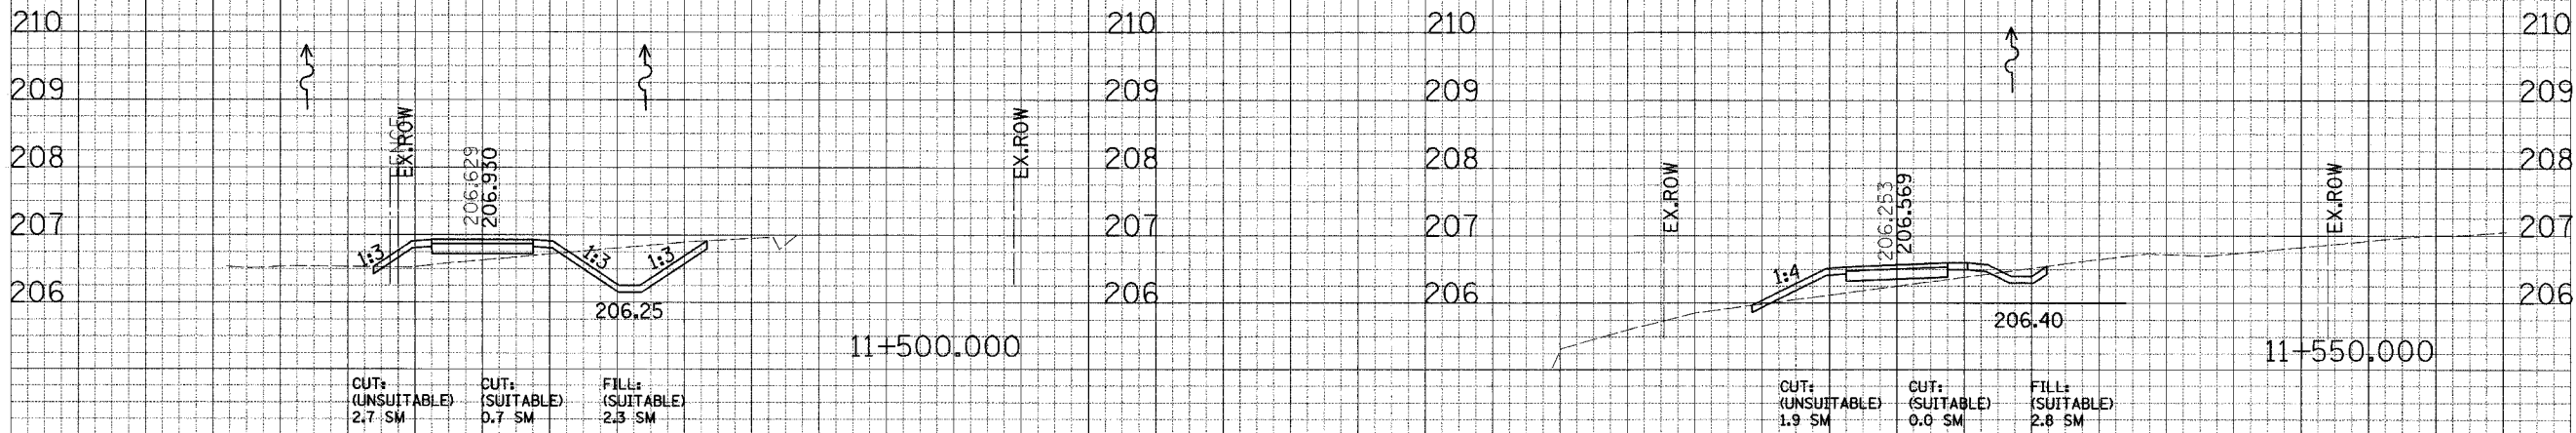 210 210 210 210
209 209 209 209
208 208 208 208
207 207 207 207
206 206 206 206
FENCE
EX.ROW
206.629
206.930
EX.ROW
1:3
1:3
1:3
206.25
11+500.000
CUT:
(UNSUITABLE)
2.7 SM
CUT:
(SUITABLE)
0.7 SM
FILL:
(SUITABLE)
2.3 SM
EX.ROW
206.253
206.569
EX.ROW
1:4
206.40
11+550.000
CUT:
(UNSUITABLE)
1.9 SM
CUT:
(SUITABLE)
0.0 SM
FILL:
(SUITABLE)
2.8 SM